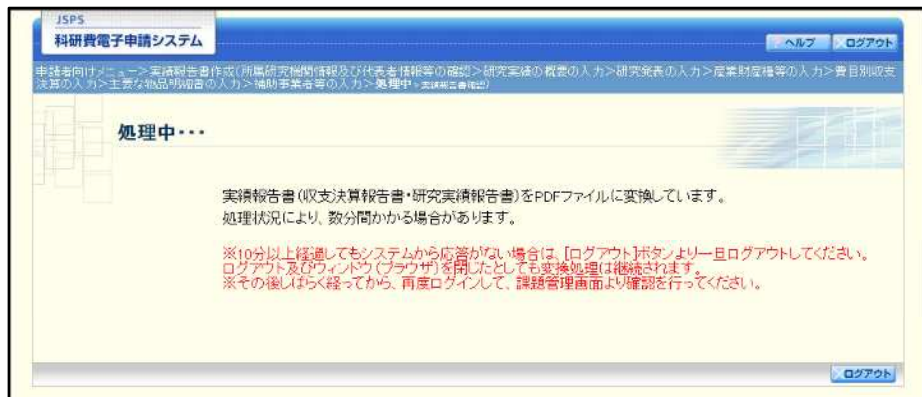 JSPS
科研費電子申請システム
ヘルプ
ログアウト
申請者向けメニュー>実績報告書作成(所属研究機関情報及び代表者情報等の確認>研究実績の概要の入力>研究発表の入力>産業財産権等の入力>費目別収支
決算の入力>主要な物品明細書の入力>補助事業者等の入力>処理中>実績報告書確認)
処理中・・・
実績報告書(収支決算報告書・研究実績報告書)をPDFファイルに変換しています。
処理状況により、数分間かかる場合があります。
※10分以上経過してもシステムから応答がない場合は、[ログアウト]ボタンより一旦ログアウトしてください。
ログアウト及びウィンドウ(ブラウザ)を閉じたとしても変換処理は継続されます。
※その後しばらく経ってから、再度ログインして、課題管理画面より確認を行ってください。
ログアウト